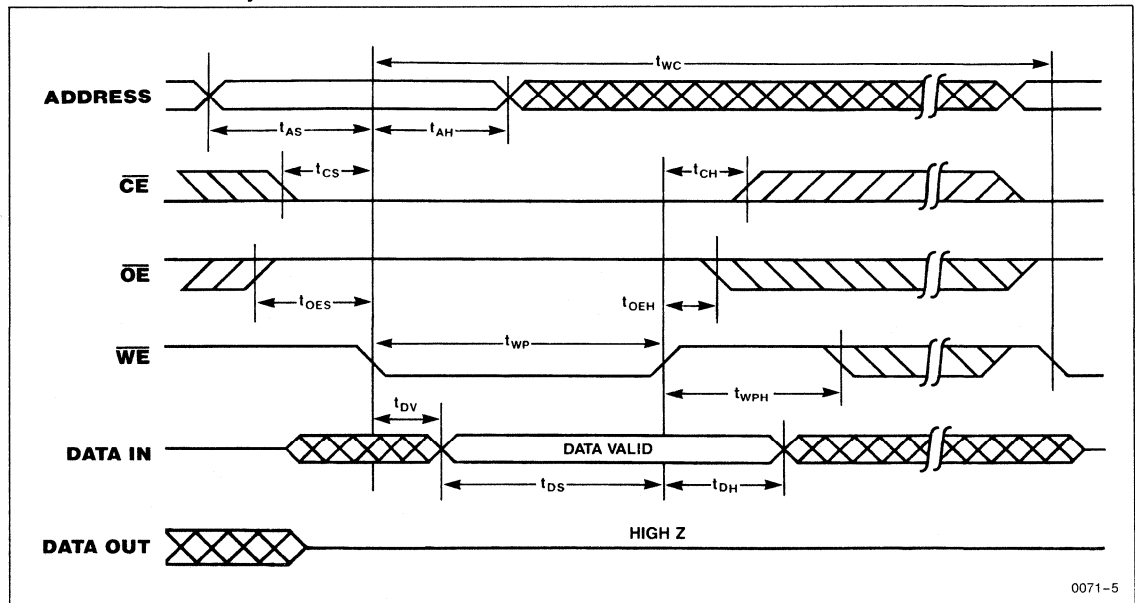 tWC
ADDRESS
tAS
tAH
CE
tCS
tCH
OE
tOES
tOEH
WE
tWP
tWPH
tDV
DATA IN
DATA VALID
tDS
tDH
DATA OUT
HIGH Z
0071-5